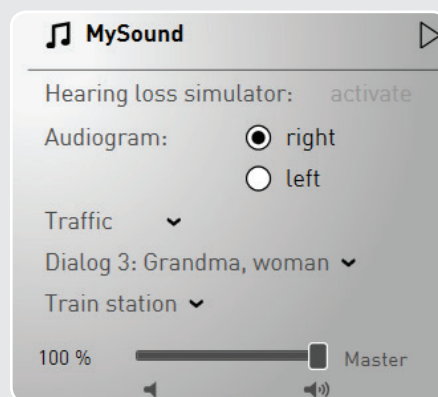 MySound
Hearing loss simulator: activate
Audiogram: right
left
Traffic
Dialog 3: Grandma, woman
Train station
100 % Master